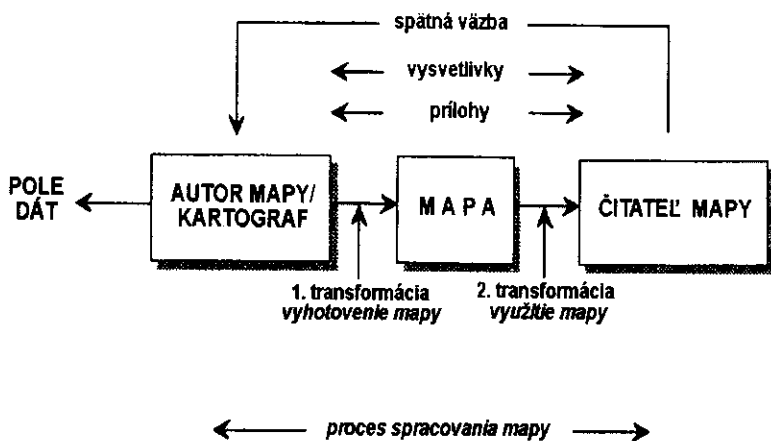 spätná väzba
vysvetlivky
prílohy
POLE
DÁT
AUTOR MAPY/
KARTOGRAF
M A P A
ČITATEĽ MAPY
1. transformácia
vyhotovenie mapy
2. transformácia
využitie mapy
proces spracovania mapy